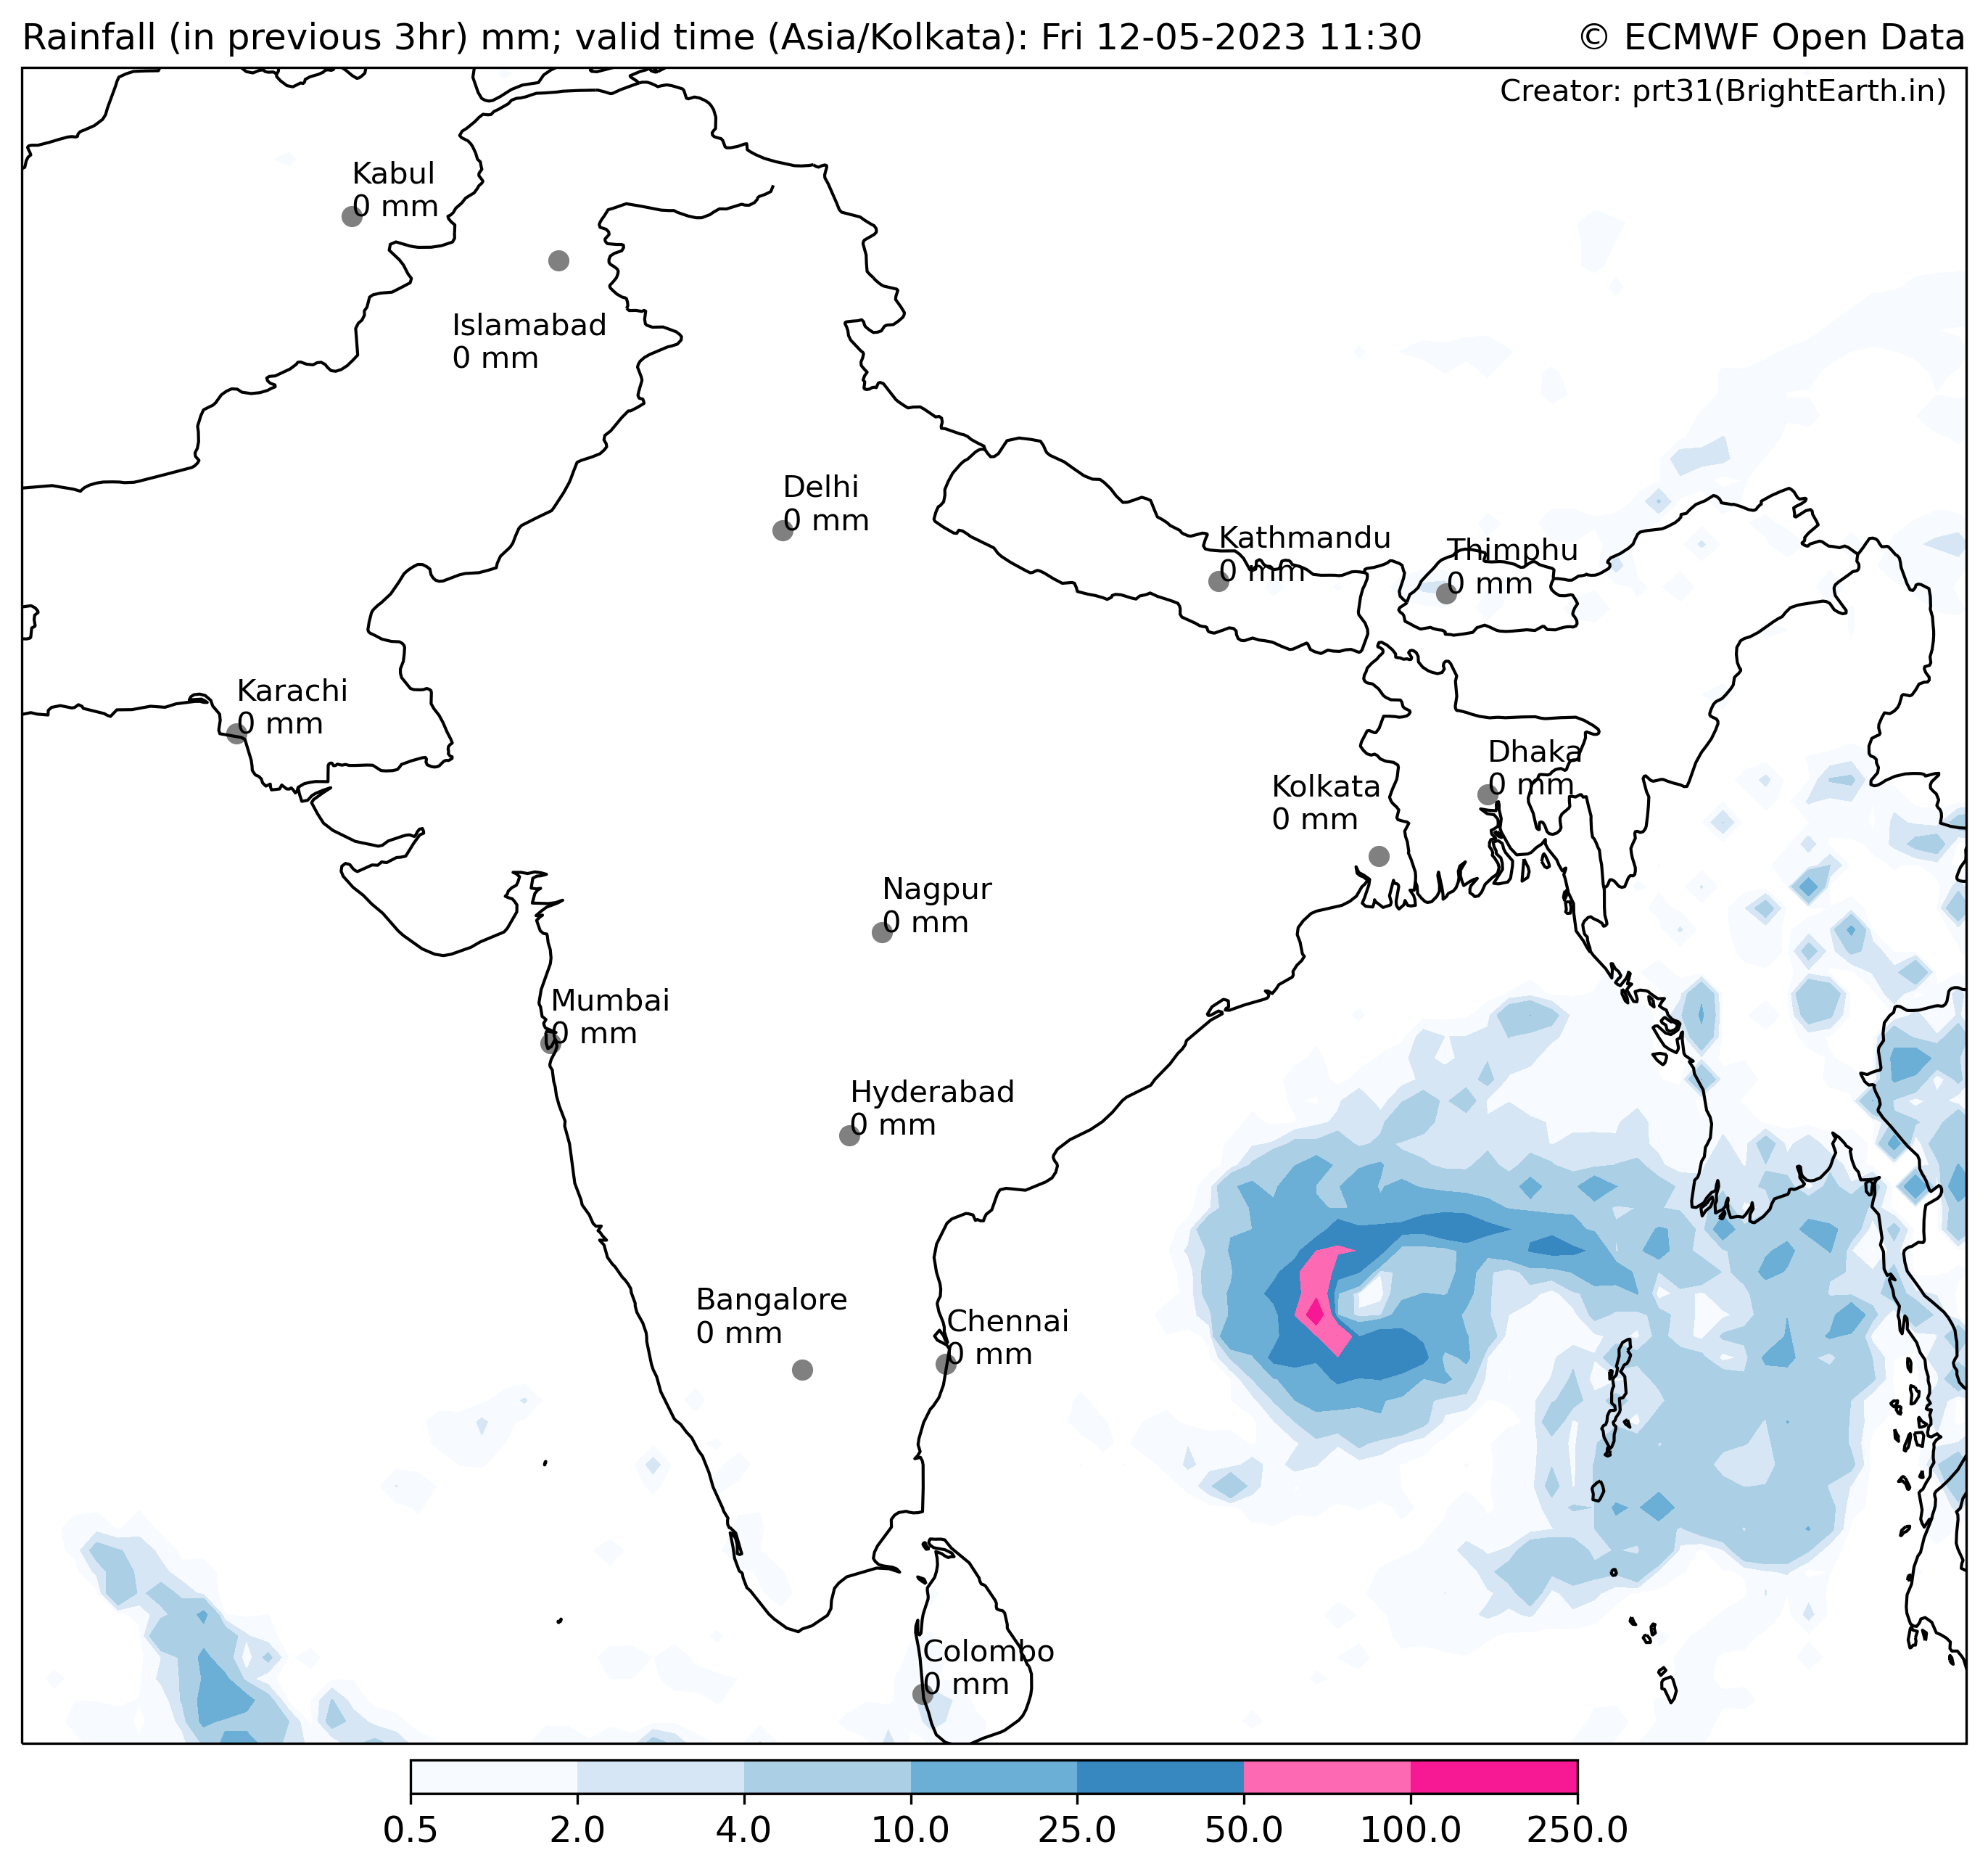 Rainfall (in previous 3hr) mm; valid time (Asia/Kolkata): Fri 12-05-2023 11:30
© ECMWF Open Data
Creator: prt31(BrightEarth.in)
Kabul
0 mm
Islamabad
0 mm
Delhi
0 mm
Kathmandu
0 mm
Thimphu
0 mm
Karachi
0 mm
Dhaka
0 mm
Kolkata
0 mm
Nagpur
0 mm
Mumbai
0 mm
Hyderabad
0 mm
Bangalore
0 mm
Chennai
0 mm
Colombo
0 mm
0.5 2.0 4.0 10.0 25.0 50.0 100.0 250.0